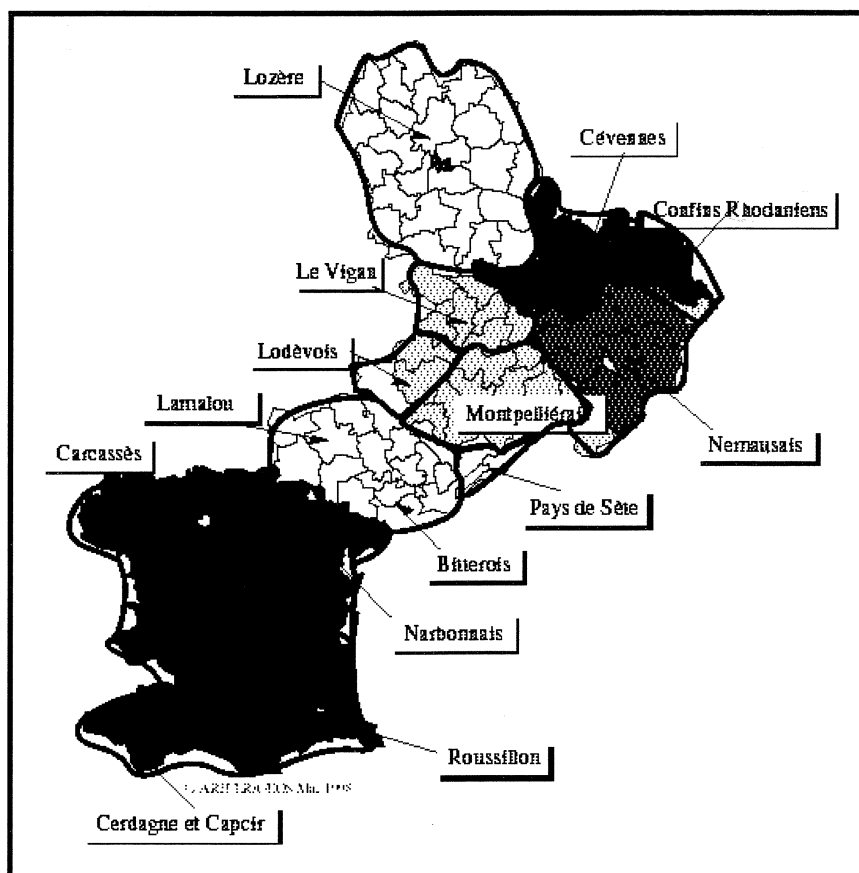 Lozère
Cévennes
Confins Rhodaniens
Le Vigan
Lodèvois
Lamalou
Montpelliérais
Carcassès
Nemausais
Pays de Sète
Bitterois
Narbonnais
Roussillon
Cerdagne et Capcir